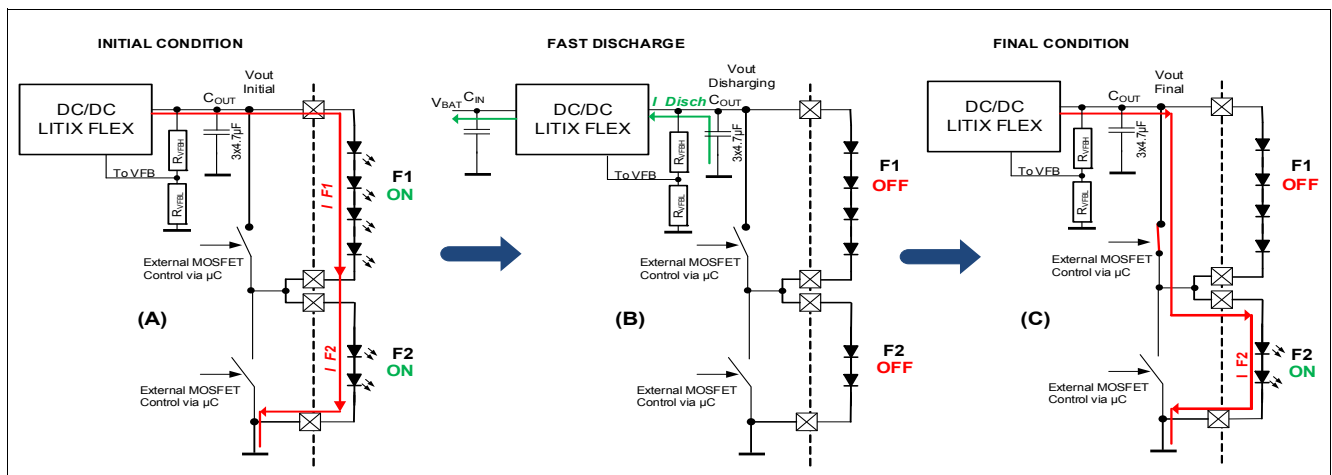 INITIAL CONDITION
Vout
Initial
DC/DC
LITIX FLEX
COUT
3x4.7µF
RVFBH
To VFB
RVFBL
I F1
F1
ON
External MOSFET
Control via µC
(A)
I F2
F2
ON
External MOSFET
Control via µC
FAST DISCHARGE
Vout
Disharging
VBAT
CIN
DC/DC
LITIX FLEX
I Disch
COUT
3x4.7µF
RVFBH
To VFB
RVFBL
F1
OFF
External MOSFET
Control via µC
(B)
F2
OFF
External MOSFET
Control via µC
FINAL CONDITION
Vout
Final
DC/DC
LITIX FLEX
COUT
3x4.7µF
RVFBH
To VFB
RVFBL
F1
OFF
External MOSFET
Control via µC
(C)
I F2
F2
ON
External MOSFET
Control via µC